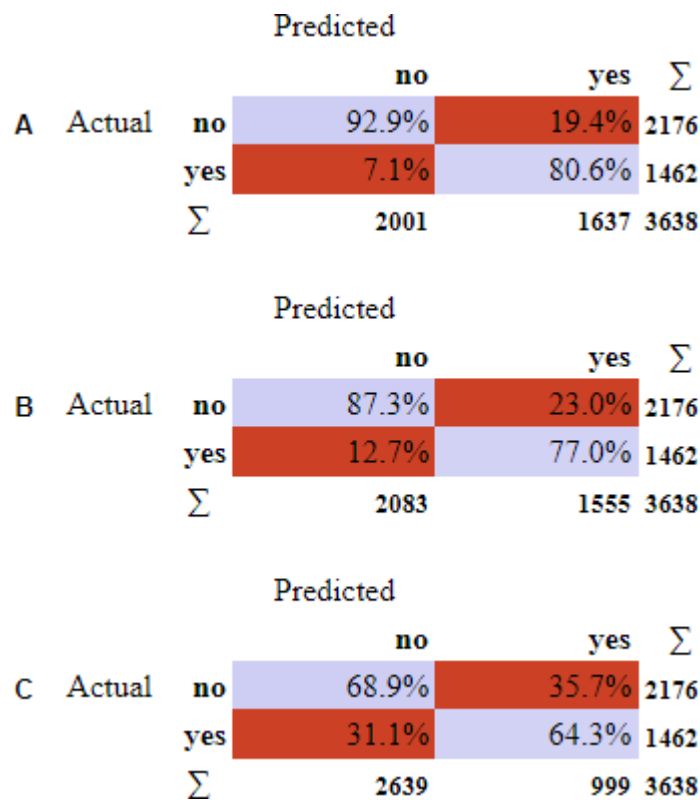 Predicted
no yes ∑
A Actual no 92.9% 19.4% 2176
yes 7.1% 80.6% 1462
∑ 2001 1637 3638
Predicted
no yes ∑
B Actual no 87.3% 23.0% 2176
yes 12.7% 77.0% 1462
∑ 2083 1555 3638
Predicted
no yes ∑
C Actual no 68.9% 35.7% 2176
yes 31.1% 64.3% 1462
∑ 2639 999 3638